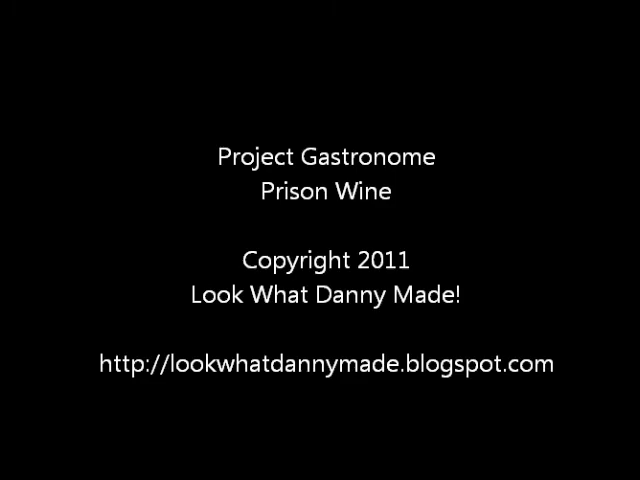 Project Gastronome
Prison Wine
Copyright 2011
Look What Danny Made!
http://lookwhatdannymade.blogspot.com